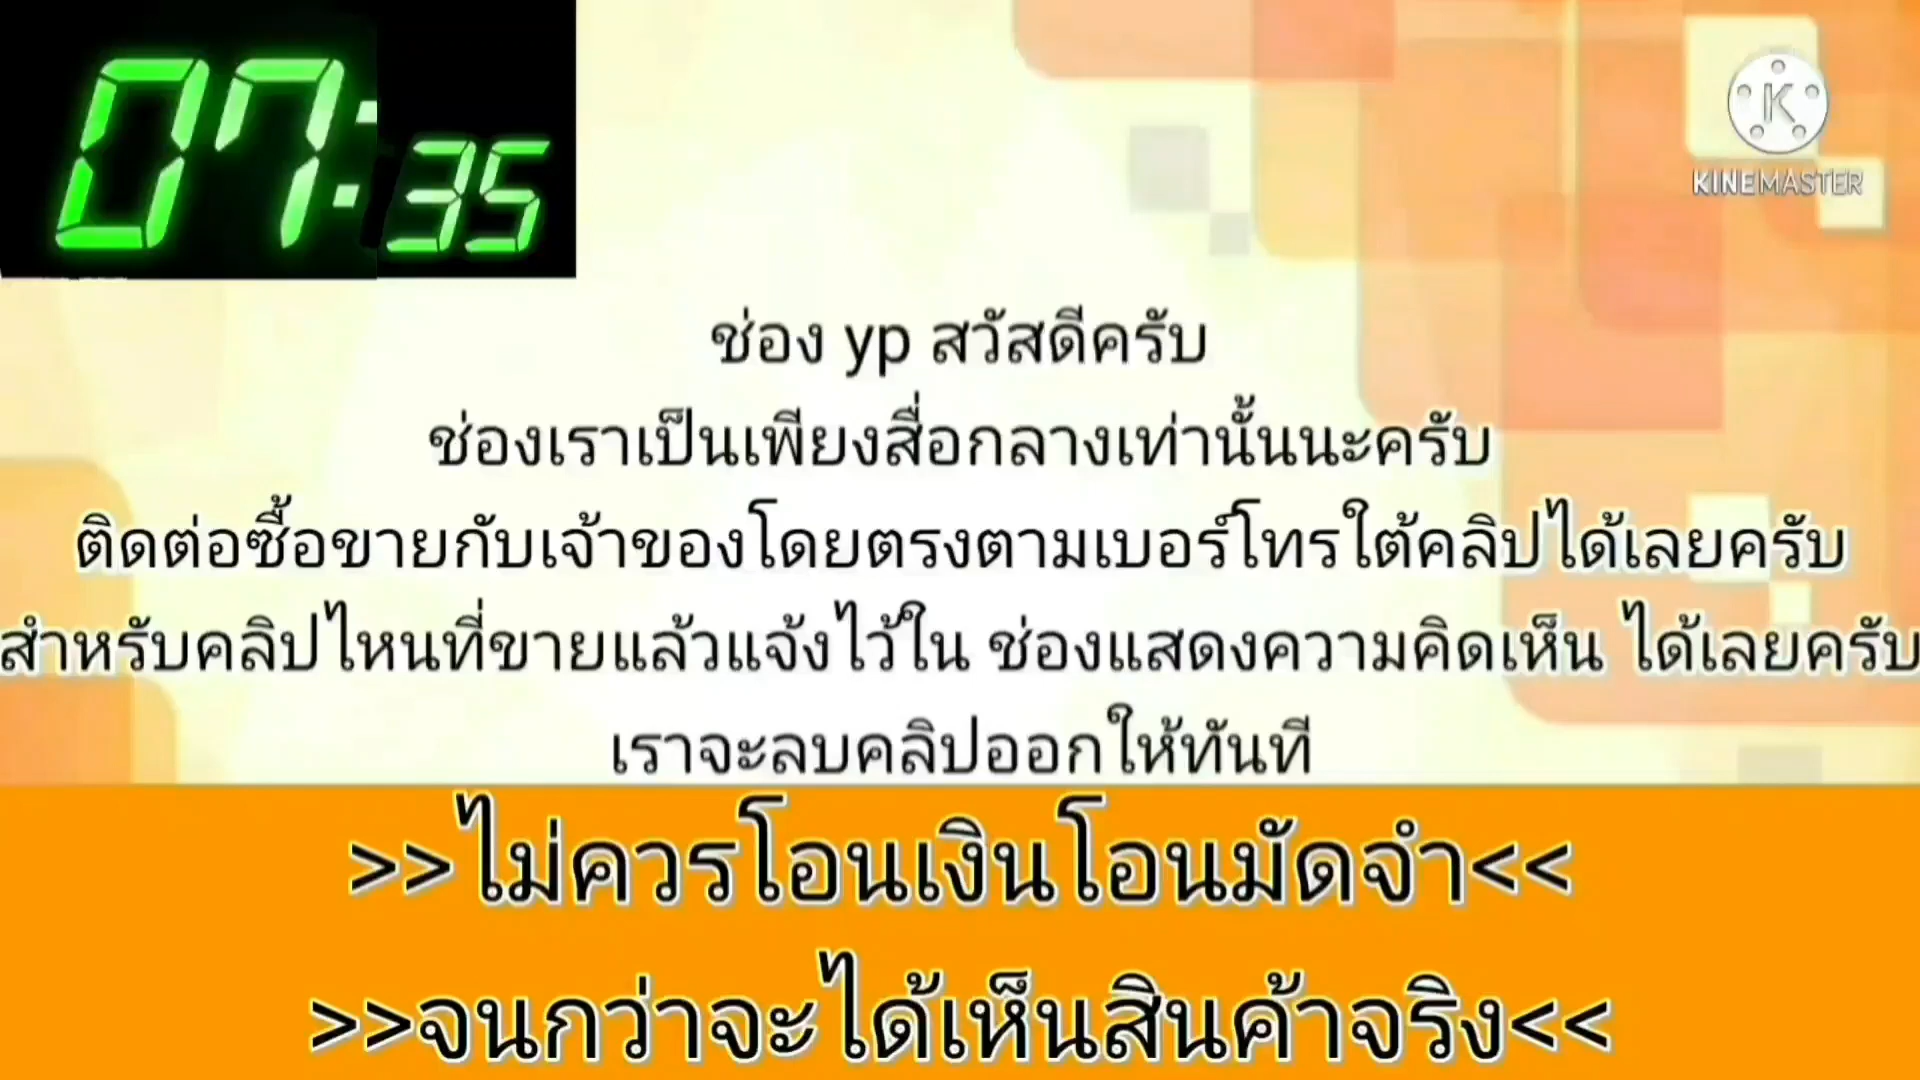 07:35
KINEMASTER
ช่อง yp สวัสดีครับ
ช่องเราเป็นเพียงสื่อกลางเท่านั้นนะครับ
ติดต่อซื้อขายกับเจ้าของโดยตรงตามเบอร์โทรใต้คลิปได้เลยครับ
สำหรับคลิปไหนที่ขายแล้วแจ้งไว้ใน ช่องแสดงความคิดเห็น ได้เลยครับ
เราจะลบคลิปออกให้ทันที
>>ไม่ควรโอนเงินโอนมัดจำ<<
>>จนกว่าจะได้เห็นสินค้าจริง<<